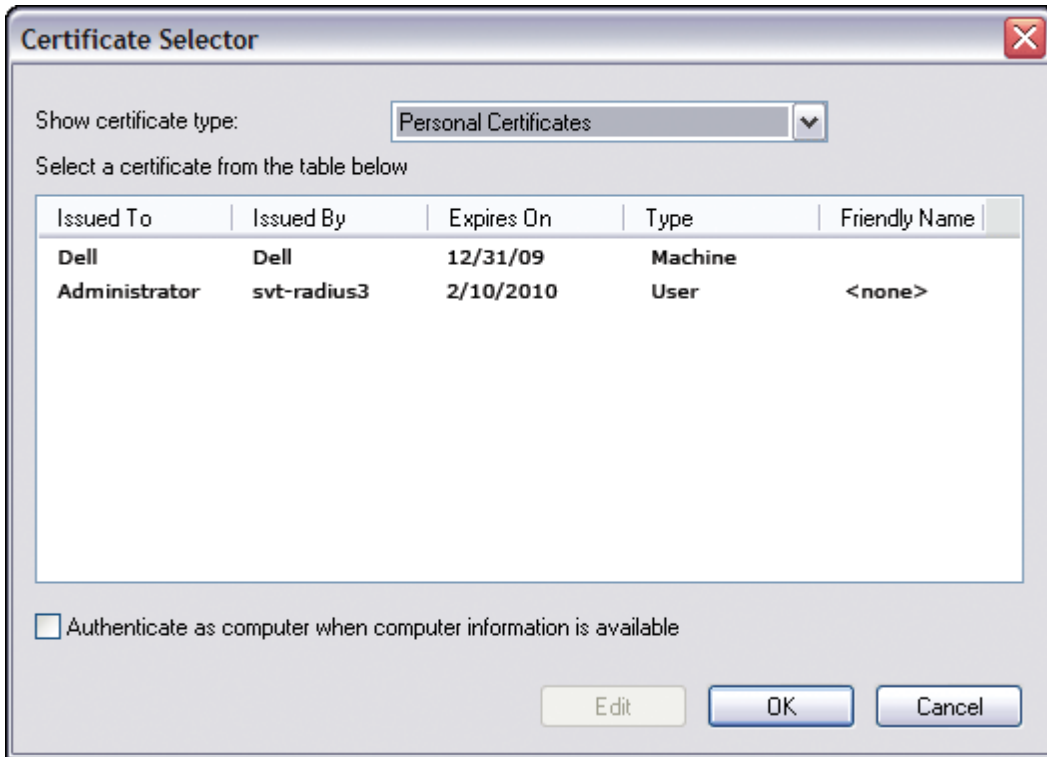 Certificate Selector
Show certificate type: Personal Certificates
Select a certificate from the table below
Issued To Issued By Expires On Type Friendly Name
Dell Dell 12/31/09 Machine
Administrator svt-radius3 2/10/2010 User <none>
Authenticate as computer when computer information is available
Edit OK Cancel